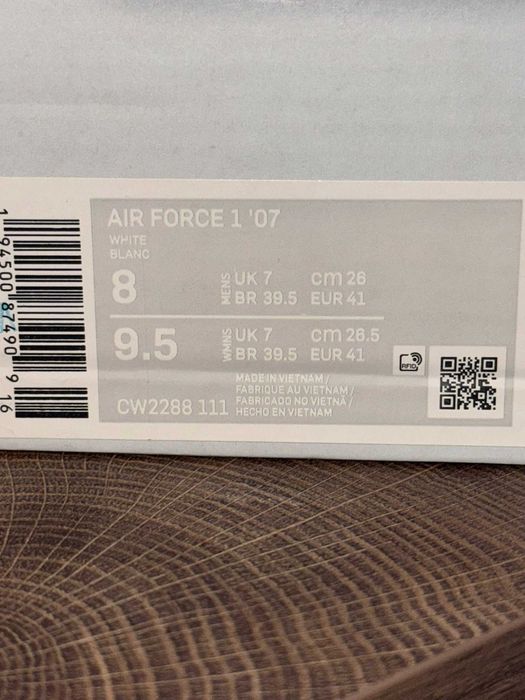 AIR FORCE 1 '07
WHITE
BLANC
8 MENS UK 7 cm 26
BR 39.5 EUR 41
9.5 WMNS UK 7 cm 26.5
BR 39.5 EUR 41
MADE IN VIETNAM /
FABRIQUE AU VIETNAM /
FABRICADO NO VIETNÃ /
HECHO EN VIETNAM
CW2288 111
RFID
1 94500 87490 9 16